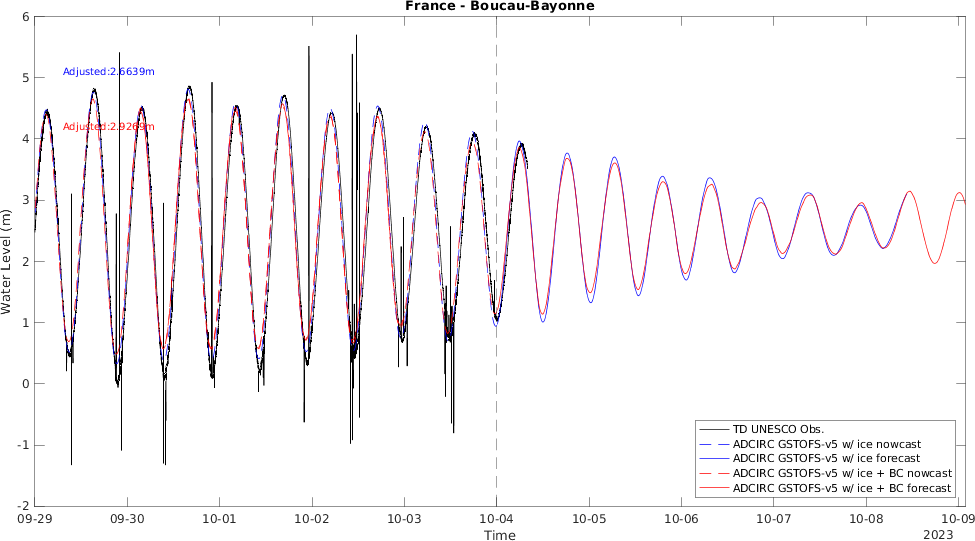 France - Boucau-Bayonne
Water Level (m)
6
5
4
3
2
1
0
-1
-2
Adjusted:2.6639m
Adjusted:2.9269m
TD UNESCO Obs.
ADCIRC GSTOFS-v5 w/ ice nowcast
ADCIRC GSTOFS-v5 w/ ice forecast
ADCIRC GSTOFS-v5 w/ ice + BC nowcast
ADCIRC GSTOFS-v5 w/ ice + BC forecast
09-29 09-30 10-01 10-02 10-03 10-04 10-05 10-06 10-07 10-08 10-09
Time
2023